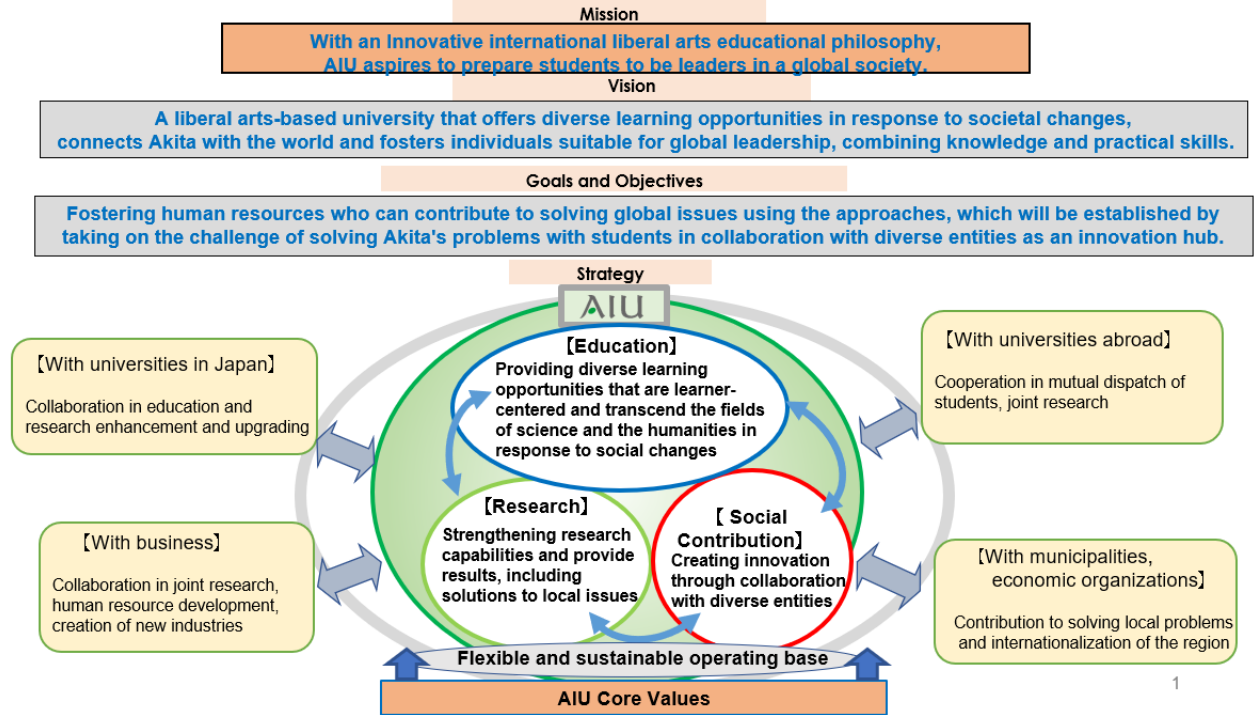 Mission
With an Innovative international liberal arts educational philosophy,
AIU aspires to prepare students to be leaders in a global society.
Vision
A liberal arts-based university that offers diverse learning opportunities in response to societal changes,
connects Akita with the world and fosters individuals suitable for global leadership, combining knowledge and practical skills.
Goals and Objectives
Fostering human resources who can contribute to solving global issues using the approaches, which will be established by
taking on the challenge of solving Akita's problems with students in collaboration with diverse entities as an innovation hub.
Strategy
AIU
【With universities in Japan】
Collaboration in education and
research enhancement and upgrading
【With business】
Collaboration in joint research,
human resource development,
creation of new industries
【Education】
Providing diverse learning
opportunities that are learner-
centered and transcend the fields
of science and the humanities in
response to social changes
【Research】
Strengthening research
capabilities and provide
results, including
solutions to local issues
【 Social
Contribution】
Creating innovation
through collaboration
with diverse entities
【With universities abroad】
Cooperation in mutual dispatch of
students, joint research
【With municipalities,
economic organizations】
Contribution to solving local problems
and internationalization of the region
Flexible and sustainable operating base
AIU Core Values
1